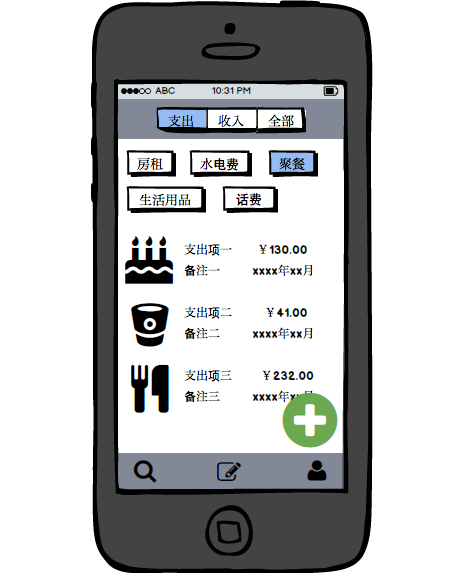 ABC 10:31 PM
支出 收入 全部
房租 水电费 聚餐
生活用品 话费
支出项一 ￥130.00
备注一 xxxx年xx月
支出项二 ￥41.00
备注二 xxxx年xx月
支出项三 ￥232.00
备注三 xxxx年xx月